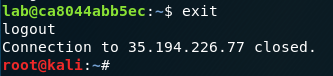 lab@ca8044abb5ec:~$ exit
logout
Connection to 35.194.226.77 closed.
root@kali:~#